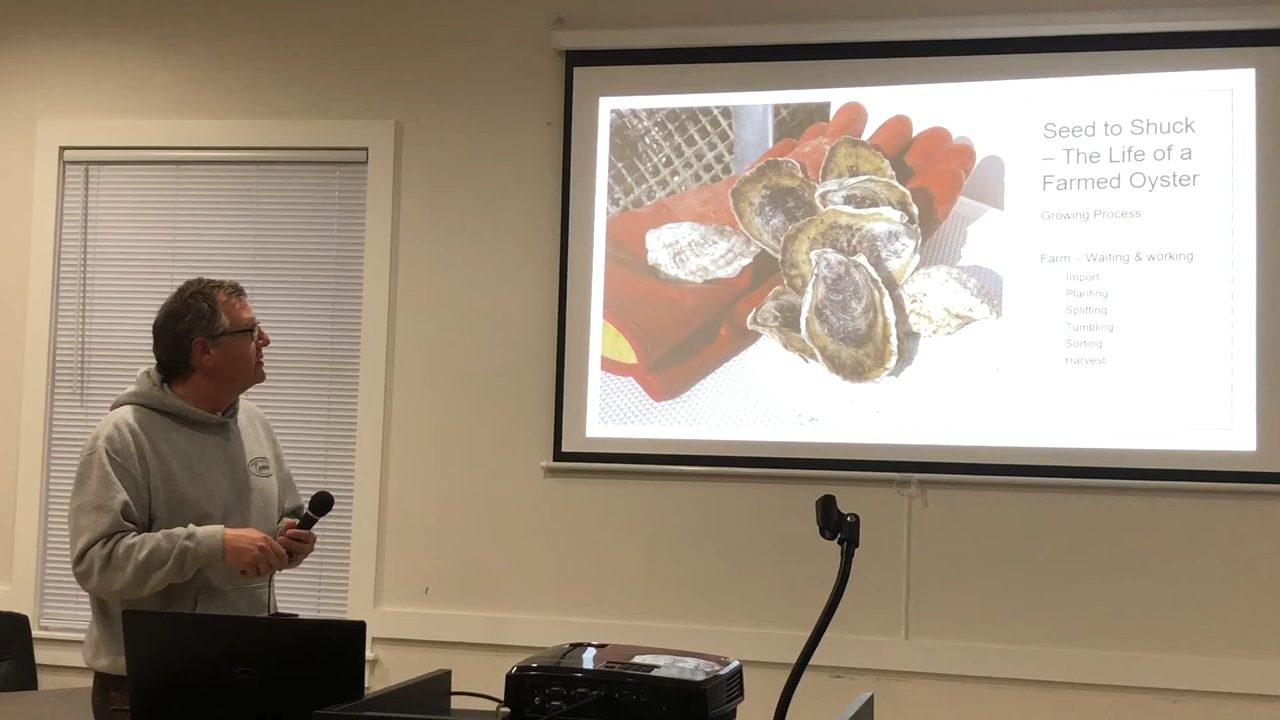 Seed to Shuck
– The Life of a
Farmed Oyster
Growing Process
Farm – Waiting & working
Import
Planting
Splitting
Tumbling
Sorting
Harvest